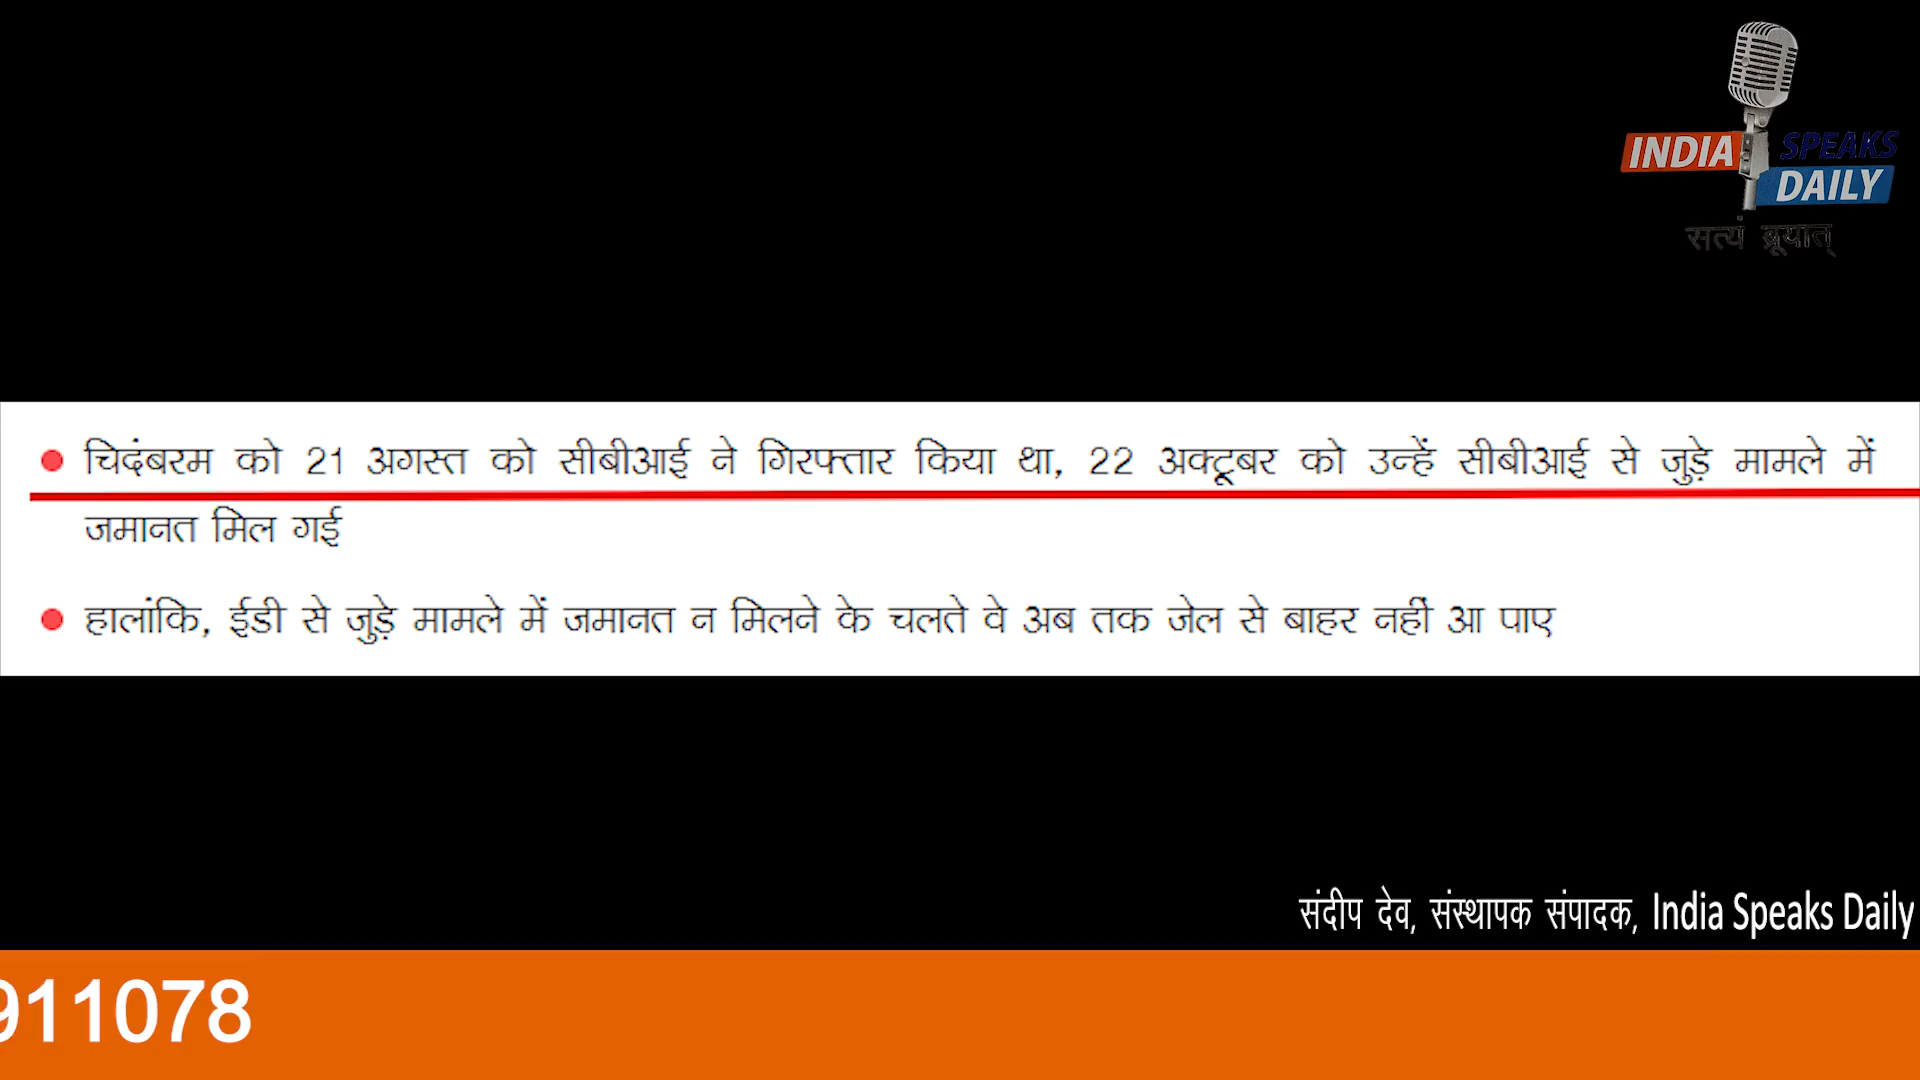 INDIA SPEAKS
DAILY
सत्यं ब्रूयात्
चिदंबरम को 21 अगस्त को सीबीआई ने गिरफ्तार किया था, 22 अक्टूबर को उन्हें सीबीआई से जुड़े मामले में
जमानत मिल गई
हालांकि, ईडी से जुड़े मामले में जमानत न मिलने के चलते वे अब तक जेल से बाहर नहीं आ पाए
संदीप देव, संस्थापक संपादक, India Speaks Daily
911078